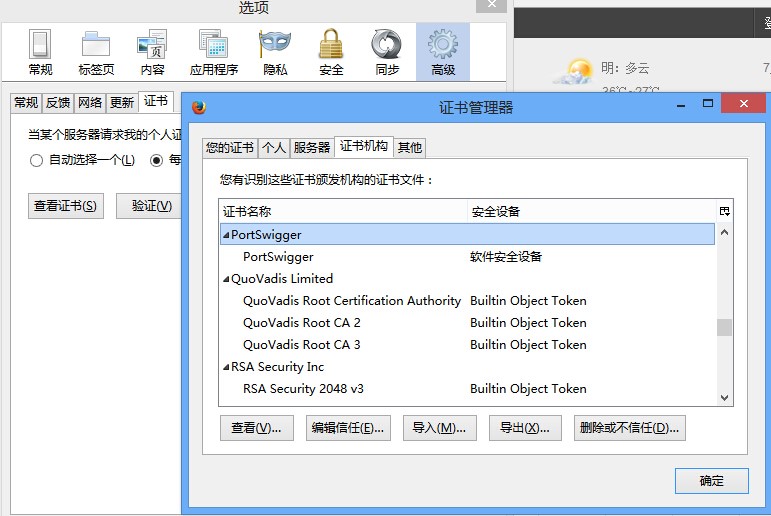 选项
常规 标签页 内容 应用程序 隐私 安全 同步 高级
常规 反馈 网络 更新 证书
当某个服务器请求我的个人证
自动选择一个(L) 每
查看证书(S) 验证(V)
明：多云
36℃~27℃
7
证书管理器
您的证书 个人 服务器 证书机构 其他
您有识别这些证书颁发机构的证书文件：
证书名称 安全设备
PortSwigger
PortSwigger 软件安全设备
QuoVadis Limited
QuoVadis Root Certification Authority Builtin Object Token
QuoVadis Root CA 2 Builtin Object Token
QuoVadis Root CA 3 Builtin Object Token
RSA Security Inc
RSA Security 2048 v3 Builtin Object Token
查看(V)... 编辑信任(E)... 导入(M)... 导出(X)... 删除或不信任(D)...
确定